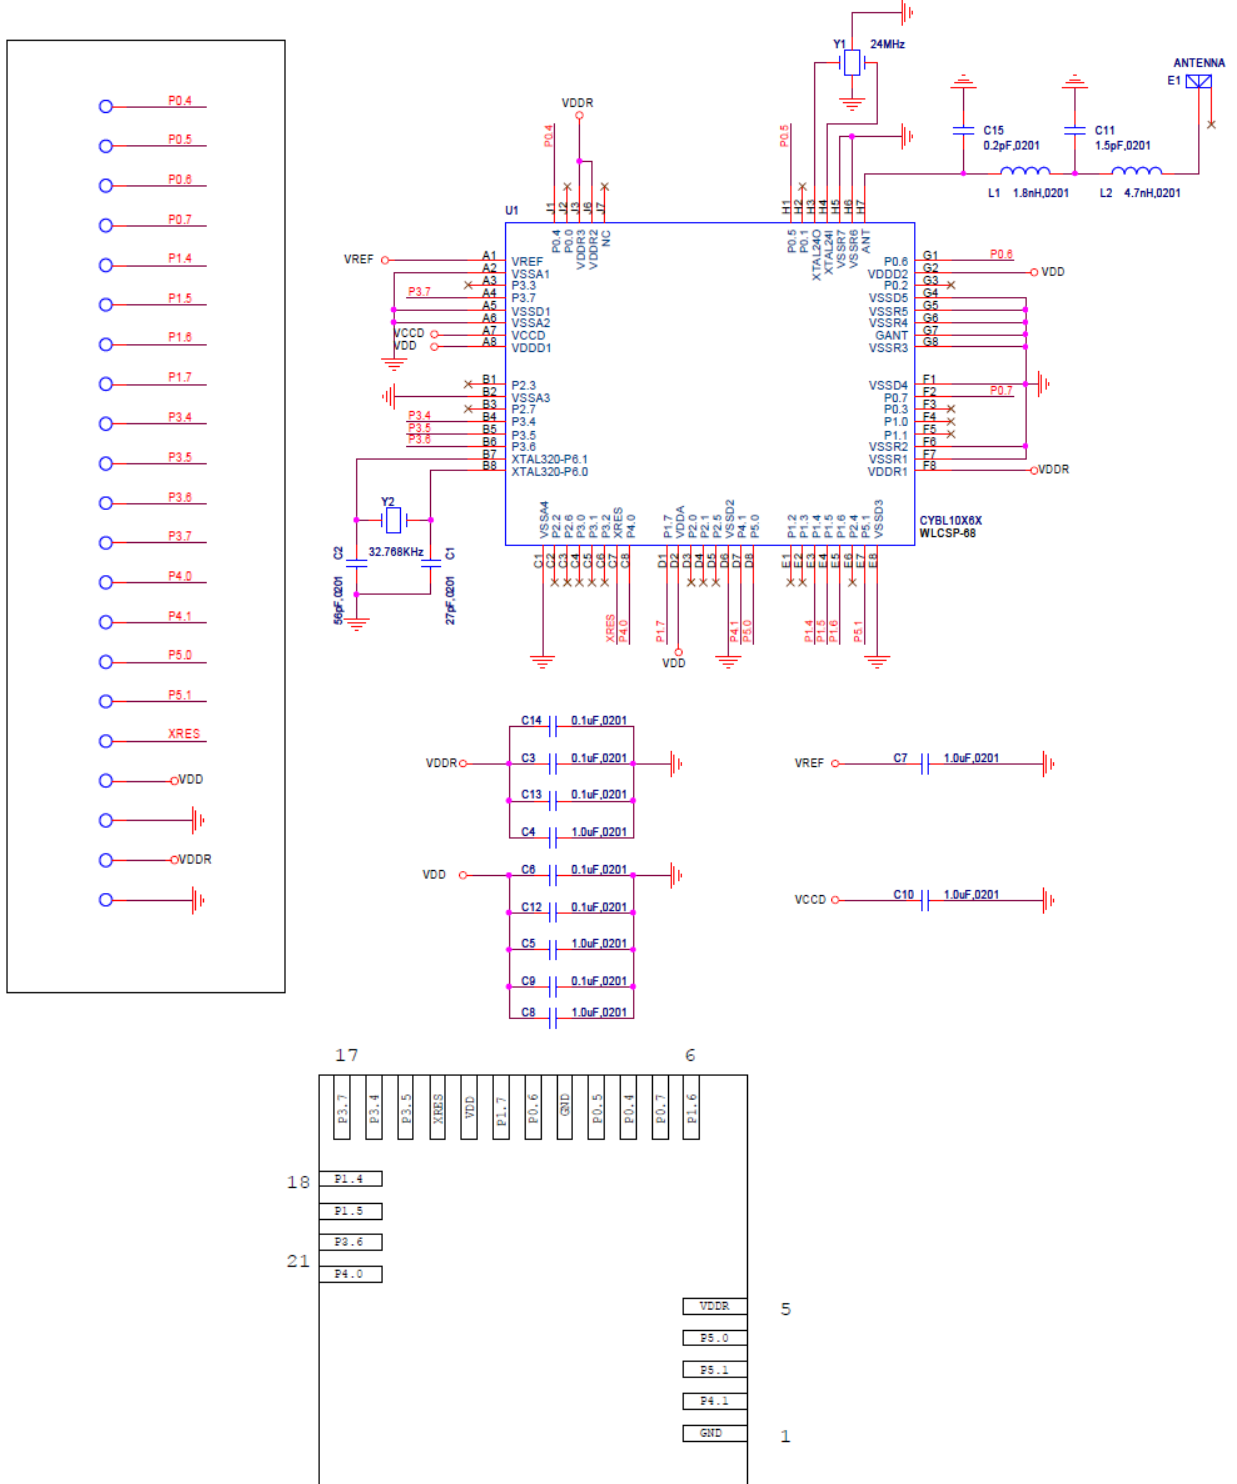 P0.4
P0.5
P0.6
P0.7
P1.4
P1.5
P1.6
P1.7
P3.4
P3.5
P3.6
P3.7
P4.0
P4.1
P5.0
P5.1
XRES
VDD
VDDR
Y1 24MHz
ANTENNA
E1
VDDR
C15
0.2pF,0201
C11
1.5pF,0201
L1 1.8nH,0201
L2 4.7nH,0201
P0.4
P0.5
U1
J1 J2 J3 J6 J7
P0.4 P0.0 VDDR3 VDDR2 NC
H1 H2 H3 H4 H5 H6 H7
P0.5 P0.1 XTAL24O XTAL24I VSSR7 VSSR6 ANT
VREF A1 VREF
A2 VSSA1
A3 P3.3
P3.7 A4 P3.7
A5 VSSD1
A6 VSSA2
VCCD A7 VCCD
VDD A8 VDDD1
B1 P2.3
B2 VSSA3
B3 P2.7
P3.4 B4 P3.4
P3.5 B5 P3.5
P3.6 B6 P3.6
B7 XTAL32O-P6.1
B8 XTAL32O-P6.0
P0.6 G1 P0.6
VDDD2 G2 VDD
P0.2 G3
VSSD5 G4
VSSR5 G5
VSSR4 G6
GANT G7
VSSR3 G8
VSSD4 F1
P0.7 F2 P0.7
P0.3 F3
P1.0 F4
P1.1 F5
VSSR2 F6
VSSR1 F7
VDDR1 F8 VDDR
CYBL10X6X
WLCSP-68
VSSA4 P2.2 P2.6 P3.0 P3.1 P3.2 XRES P4.0
C1 C2 C3 C4 C5 C6 C7 C8
XRES P4.0
P1.7 VDDA P2.0 P2.1 P2.5 VSSD2 P4.1 P5.0
D1 D2 D3 D4 D5 D6 D7 D8
P1.7 P4.1 P5.0
VDD
P1.2 P1.3 P1.4 P1.5 P1.6 P2.4 P5.1 VSSD3
E1 E2 E3 E4 E5 E6 E7 E8
P1.4 P1.5 P1.6 P5.1
Y2
32.768KHz
C2
56pF,0201
C1
27pF,0201
C14 0.1uF,0201
VDDR C3 0.1uF,0201
C13 0.1uF,0201
C4 1.0uF,0201
VDD C6 0.1uF,0201
C12 0.1uF,0201
C5 1.0uF,0201
C9 0.1uF,0201
C8 1.0uF,0201
VREF C7 1.0uF,0201
VCCD C10 1.0uF,0201
17 6
P3.7 P3.4 P3.5 XRES VDD P1.7 P0.6 GND P0.5 P0.4 P0.7 P1.6
18 P1.4
P1.5
P3.6
21 P4.0
VDDR 5
P5.0
P5.1
P4.1
GND 1